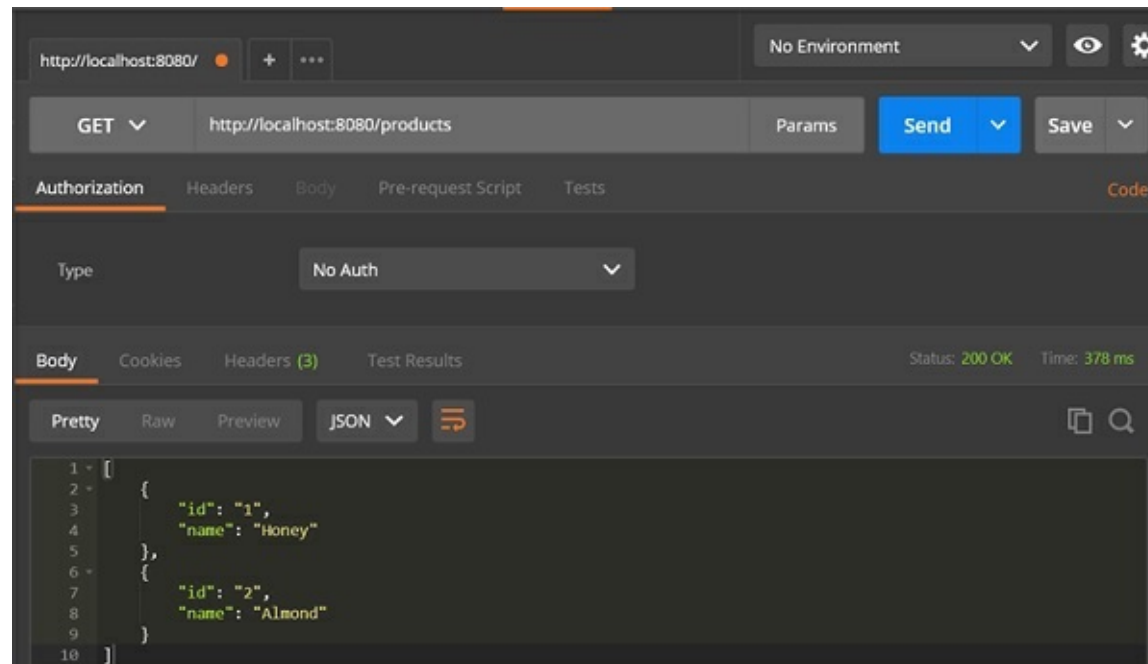 http://localhost:8080/ + ••• No Environment
GET http://localhost:8080/products Params Send Save
Authorization Headers Body Pre-request Script Tests Code
Type No Auth
Body Cookies Headers (3) Test Results Status: 200 OK Time: 378 ms
Pretty Raw Preview JSON
1 [
2 {
3 "id": "1",
4 "name": "Honey"
5 },
6 {
7 "id": "2",
8 "name": "Almond"
9 }
10 ]